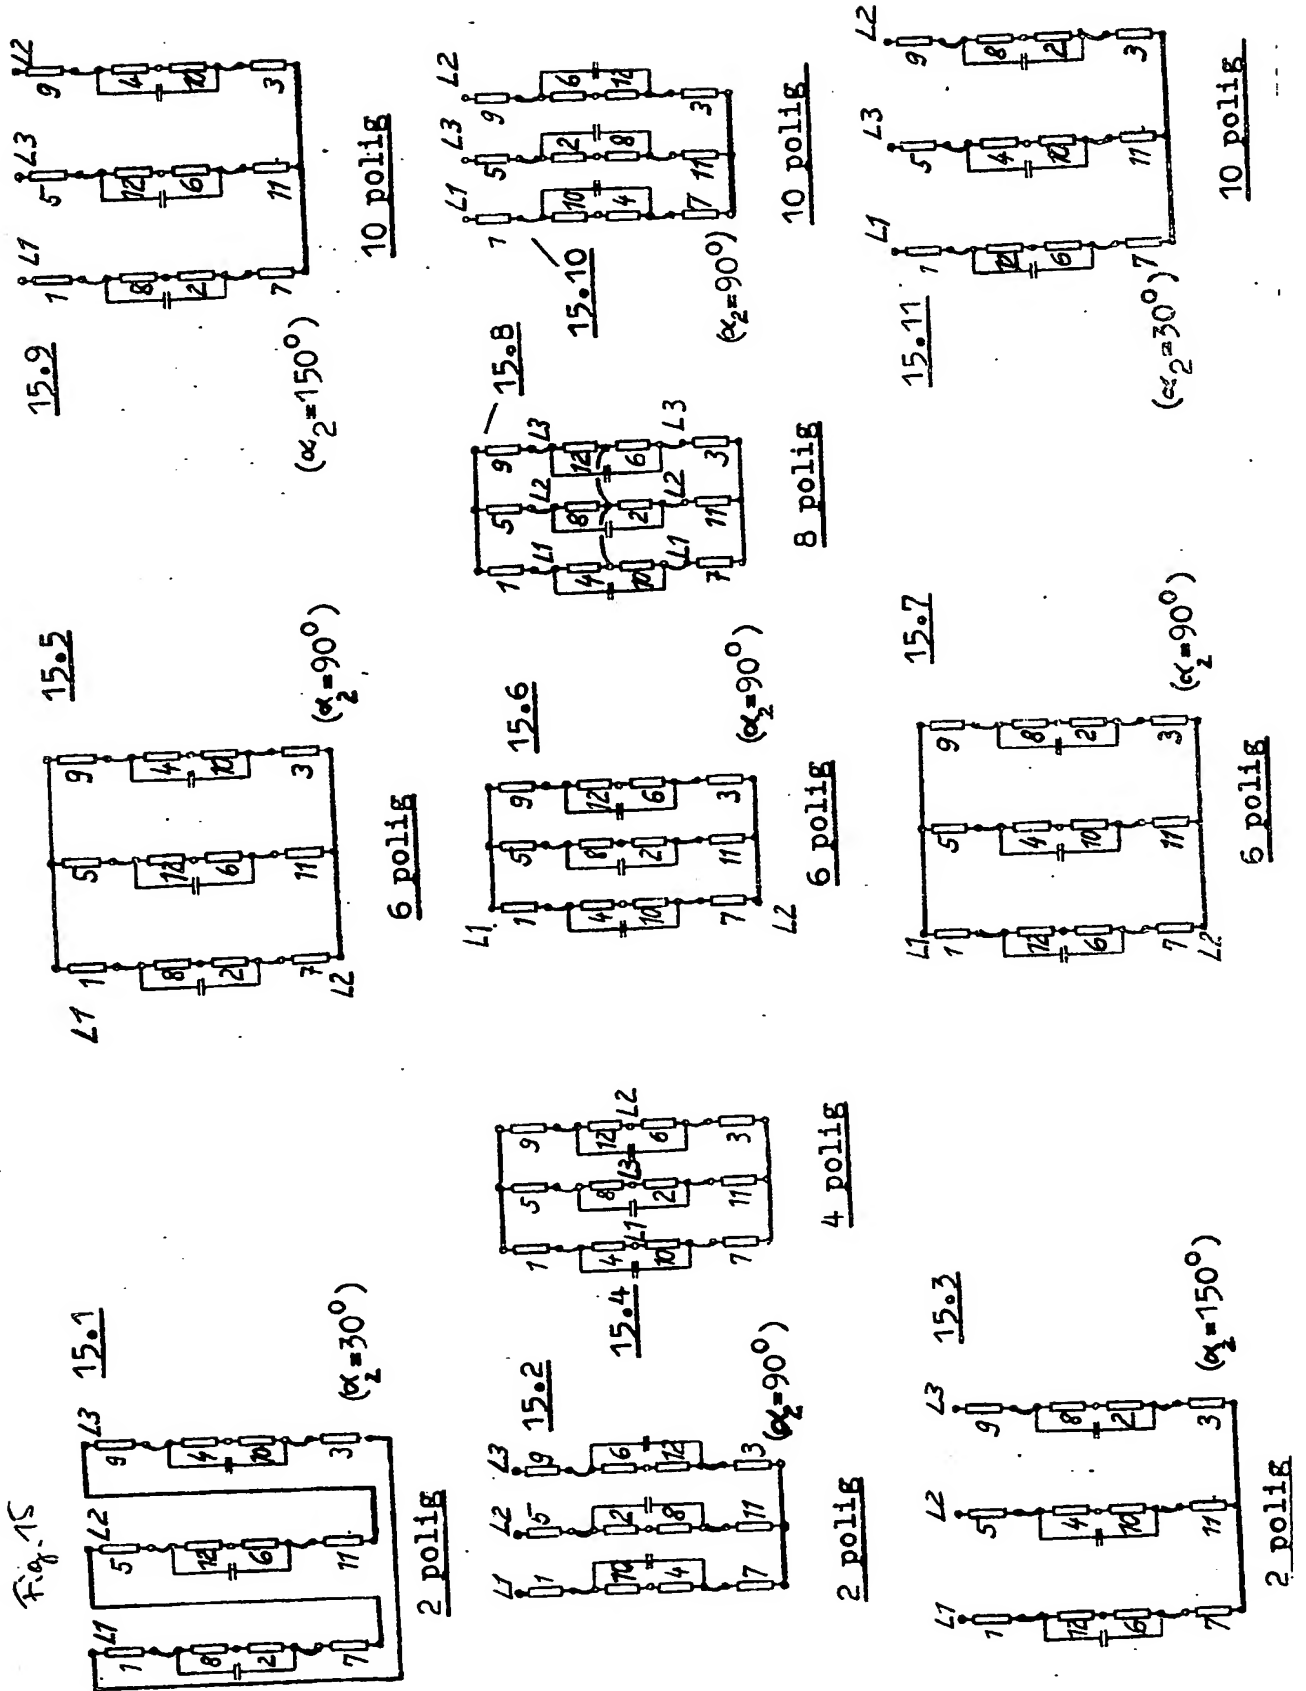 Fig. 15
15.1
L1 L2 L3
1 5 9
8 12 4
2 6 10
7 11 3
(α2=30°)
2 polig
15.2
L1 L2 L3
1 5 9
10 2 6
4 8 12
7 11 3
(α2=90°)
2 polig
15.3
L1 L2 L3
1 5 9
12 4 8
6 10 2
7 11 3
(α2=150°)
2 polig
15.4
1 5 9
4 8 12
L1 L3 L2
10 2 6
7 11 3
4 polig
15.5
L1
1 5 9
8 12 4
2 6 10
7 11 3
L2
(α2=90°)
6 polig
15.6
L1
1 5 9
4 8 12
10 2 6
7 11 3
L2
(α2=90°)
6 polig
15.7
L1
1 5 9
12 4 8
6 10 2
7 11 3
L2
(α2=90°)
6 polig
15.8
1 5 9
L1 L2 L3
4 8 12
10 2 6
L1 L2 L3
7 11 3
8 polig
15.9
L1 L3 L2
1 5 9
8 12 4
2 6 10
7 11 3
(α2=150°)
10 polig
15.10
L1 L3 L2
1 5 9
10 2 6
4 8 12
7 11 3
(α2=90°)
10 polig
15.11
L1 L3 L2
1 5 9
12 4 8
6 10 2
7 11 3
(α2=30°)
10 polig